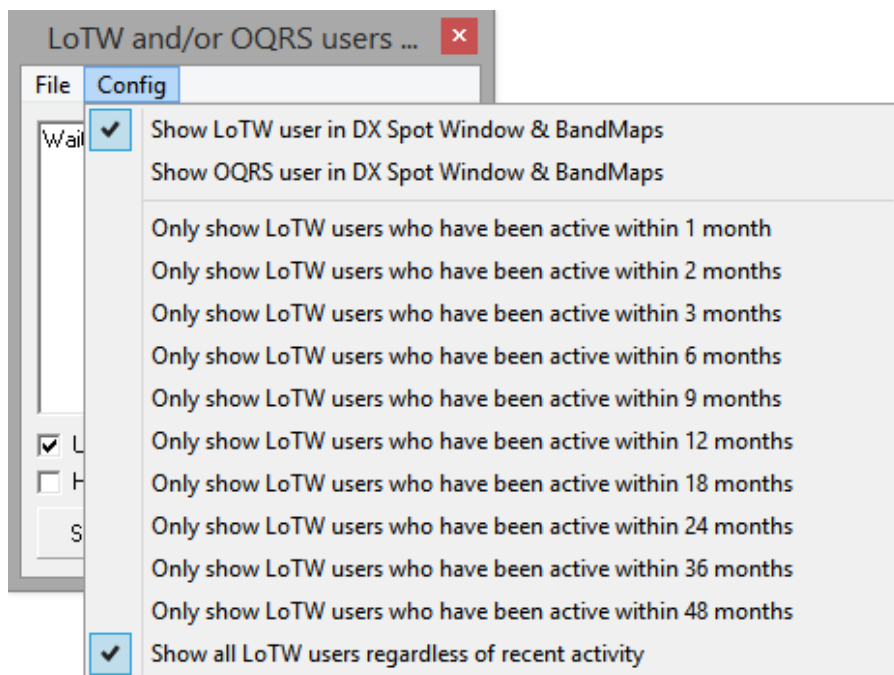 LoTW and/or OQRS users ...
File Config
Show LoTW user in DX Spot Window & BandMaps
Show OQRS user in DX Spot Window & BandMaps
Only show LoTW users who have been active within 1 month
Only show LoTW users who have been active within 2 months
Only show LoTW users who have been active within 3 months
Only show LoTW users who have been active within 6 months
Only show LoTW users who have been active within 9 months
Only show LoTW users who have been active within 12 months
Only show LoTW users who have been active within 18 months
Only show LoTW users who have been active within 24 months
Only show LoTW users who have been active within 36 months
Only show LoTW users who have been active within 48 months
Show all LoTW users regardless of recent activity